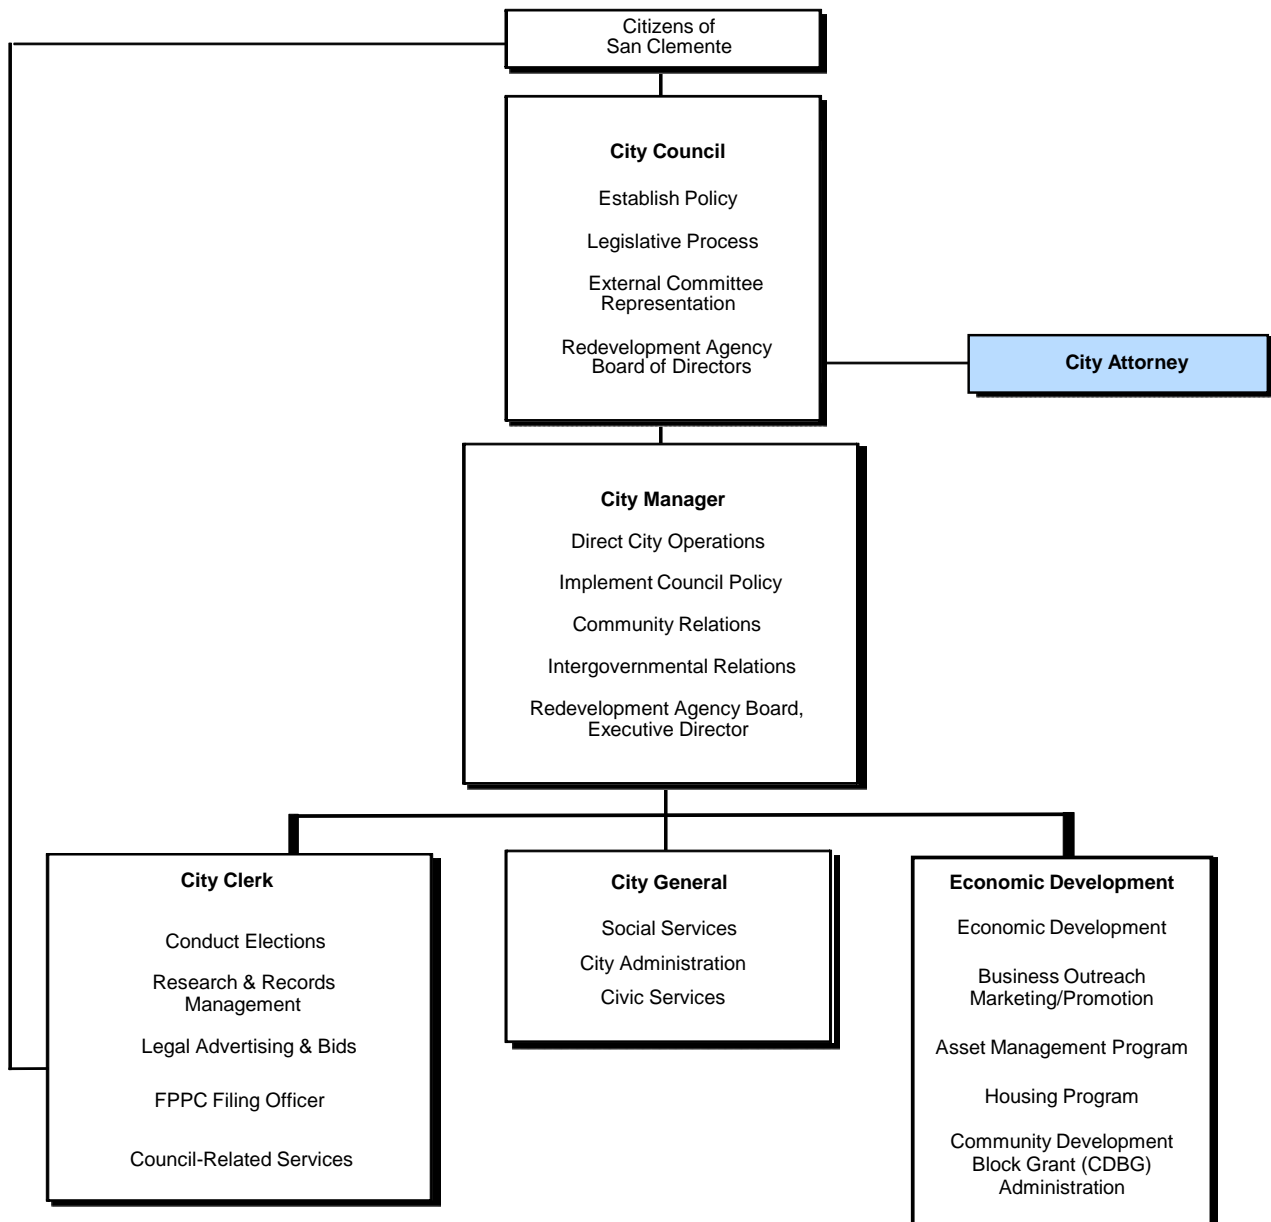 Citizens of
San Clemente
City Council
Establish Policy
Legislative Process
External Committee
Representation
Redevelopment Agency
Board of Directors
City Attorney
City Manager
Direct City Operations
Implement Council Policy
Community Relations
Intergovernmental Relations
Redevelopment Agency Board,
Executive Director
City Clerk
Conduct Elections
Research & Records
Management
Legal Advertising & Bids
FPPC Filing Officer
Council-Related Services
City General
Social Services
City Administration
Civic Services
Economic Development
Economic Development
Business Outreach
Marketing/Promotion
Asset Management Program
Housing Program
Community Development
Block Grant (CDBG)
Administration